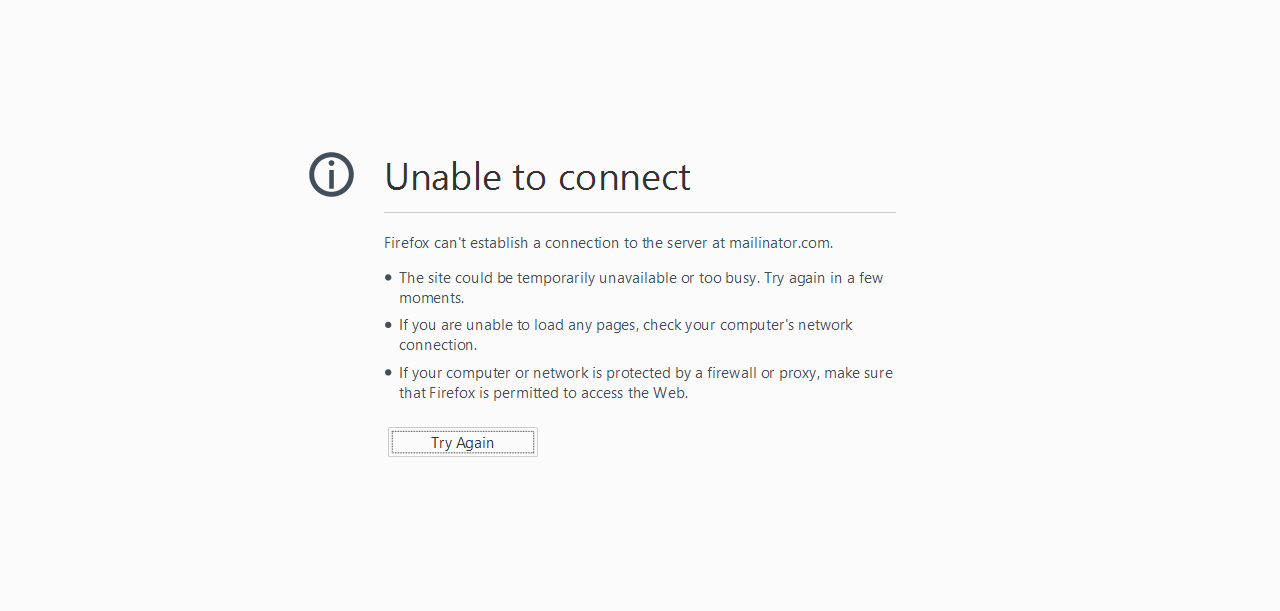 Unable to connect
Firefox can't establish a connection to the server at mailinator.com.
• The site could be temporarily unavailable or too busy. Try again in a few
moments.
• If you are unable to load any pages, check your computer's network
connection.
• If your computer or network is protected by a firewall or proxy, make sure
that Firefox is permitted to access the Web.
Try Again